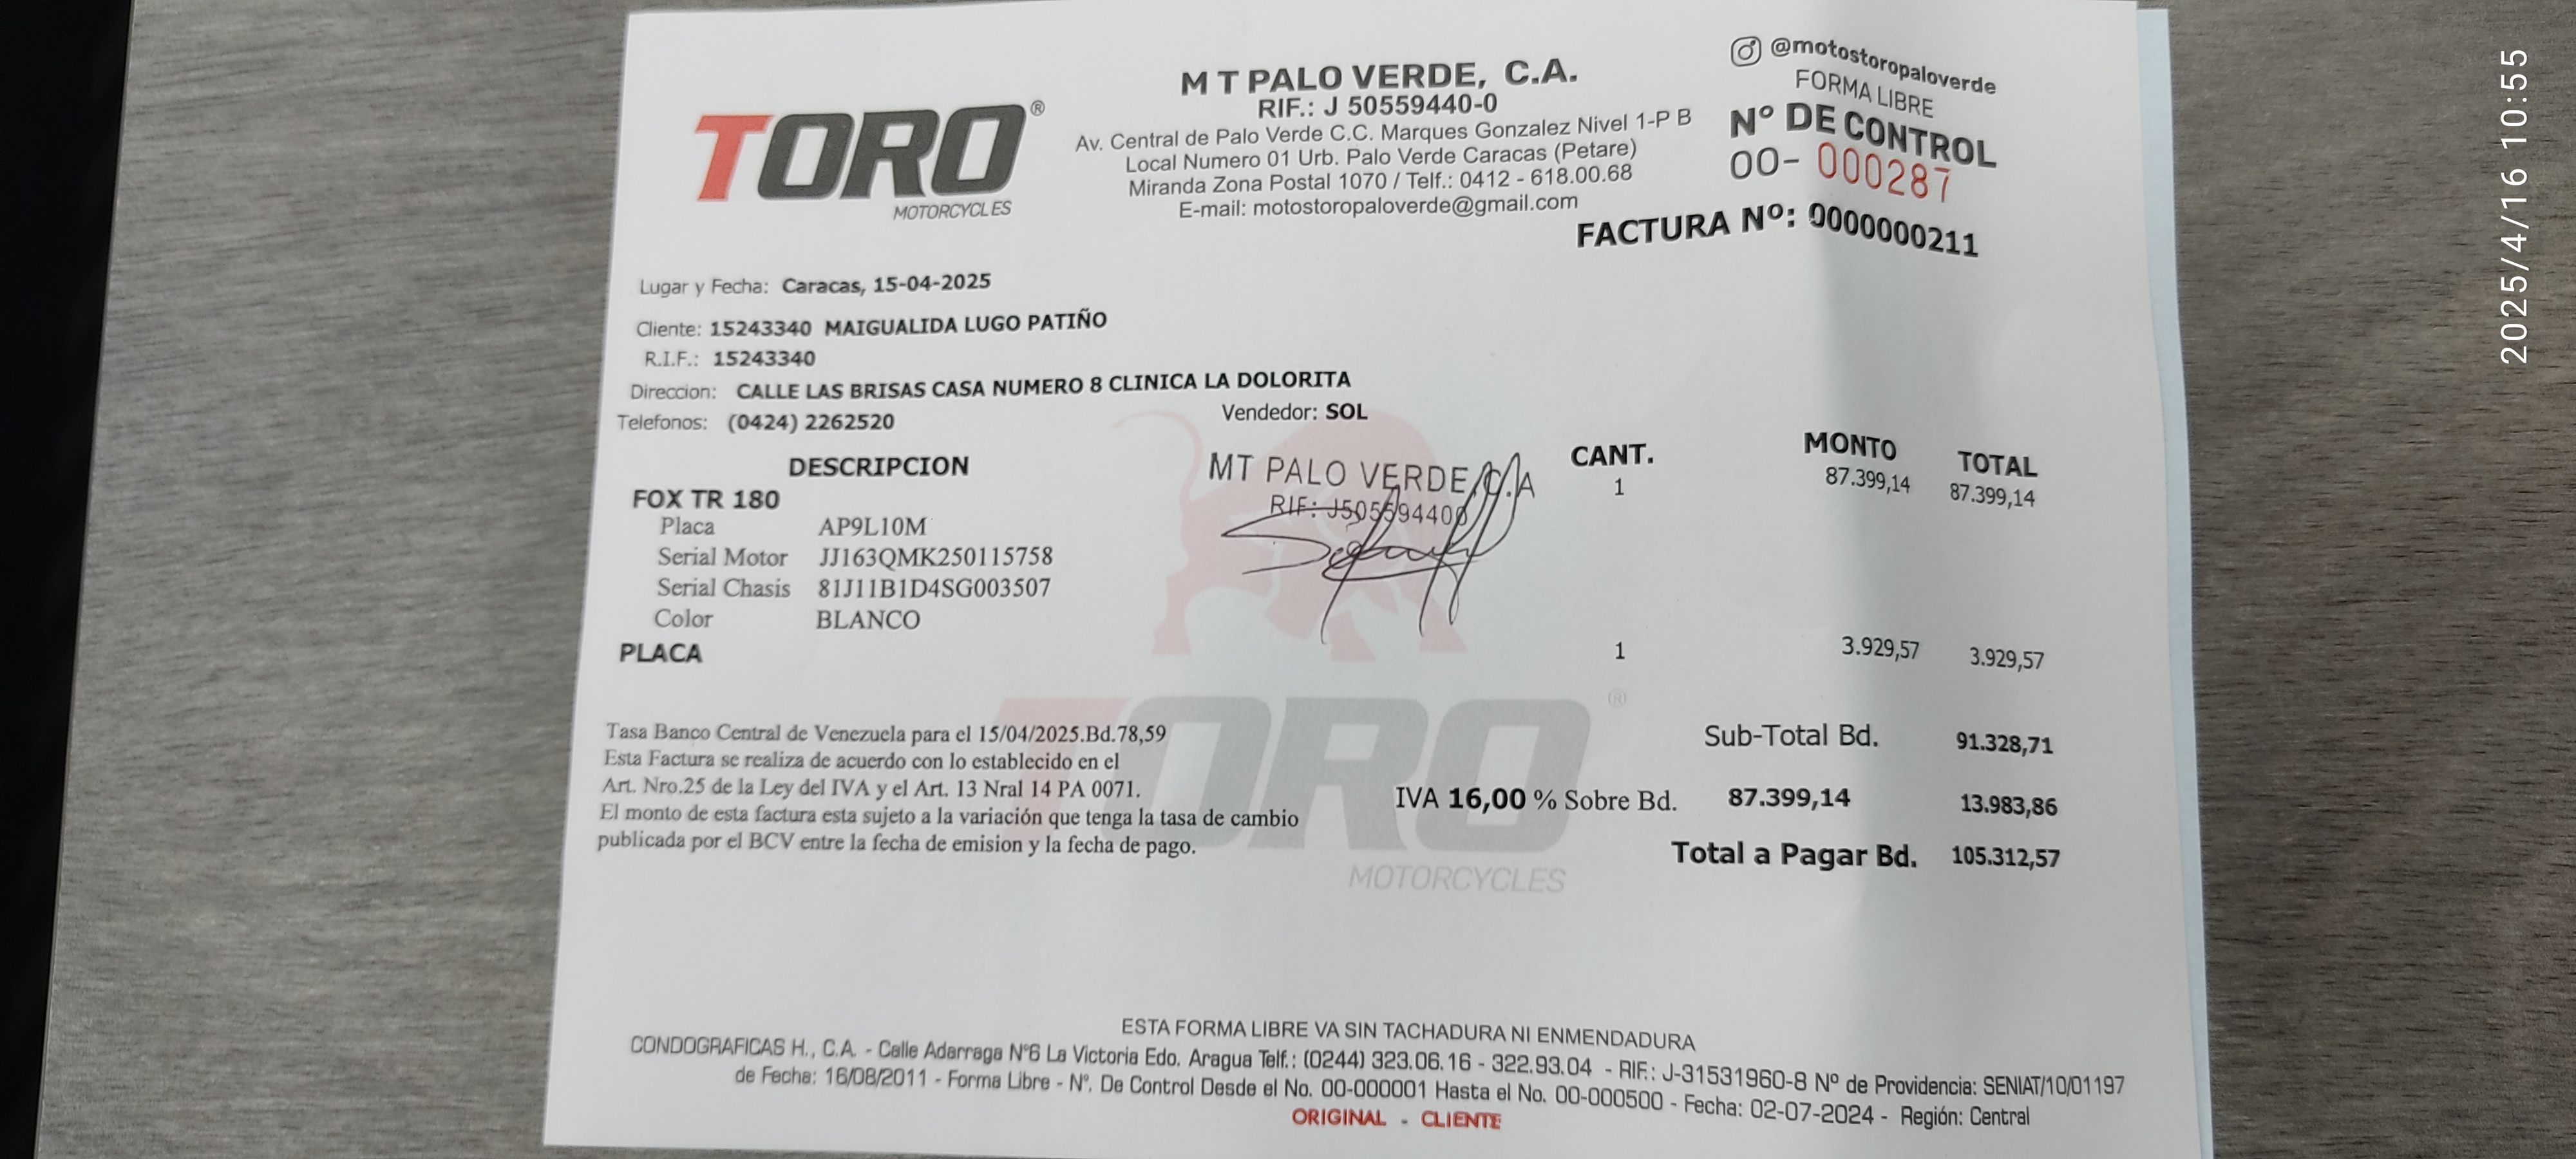 TORO®
MOTORCYCLES
M T PALO VERDE, C.A.
RIF.: J 50559440-0
Av. Central de Palo Verde C.C. Marques Gonzalez Nivel 1-P B
Local Numero 01 Urb. Palo Verde Caracas (Petare)
Miranda Zona Postal 1070 / Telf.: 0412 - 618.00.68
E-mail: motostoropaloverde@gmail.com
@motostoropaloverde
FORMA LIBRE
Nº DE CONTROL
00- 000287
FACTURA Nº: 0000000211
Lugar y Fecha: Caracas, 15-04-2025
Cliente: 15243340 MAIGUALIDA LUGO PATIÑO
R.I.F.: 15243340
Direccion: CALLE LAS BRISAS CASA NUMERO 8 CLINICA LA DOLORITA
Telefonos: (0424) 2262520 Vendedor: SOL
DESCRIPCION CANT. MONTO TOTAL
FOX TR 180 1 87.399,14 87.399,14
Placa AP9L10M
Serial Motor JJ163QMK250115758
Serial Chasis 81J11B1D4SG003507
Color BLANCO
MT PALO VERDE, C.A
RIF: J505594400
PLACA 1 3.929,57 3.929,57
TORO®
MOTORCYCLES
Tasa Banco Central de Venezuela para el 15/04/2025.Bd.78,59
Esta Factura se realiza de acuerdo con lo establecido en el
Art. Nro.25 de la Ley del IVA y el Art. 13 Nral 14 PA 0071.
El monto de esta factura esta sujeto a la variación que tenga la tasa de cambio
publicada por el BCV entre la fecha de emision y la fecha de pago.
Sub-Total Bd. 91.328,71
IVA 16,00 % Sobre Bd. 87.399,14 13.983,86
Total a Pagar Bd. 105.312,57
ESTA FORMA LIBRE VA SIN TACHADURA NI ENMENDADURA
CONDOGRAFICAS H., C.A. - Calle Adarraga Nº6 La Victoria Edo. Aragua Telf.: (0244) 323.06.16 - 322.93.04 - RIF.: J-31531960-8 Nº de Providencia: SENIAT/10/01197
de Fecha: 16/08/2011 - Forma Libre - Nº. De Control Desde el No. 00-000001 Hasta el No. 00-000500 - Fecha: 02-07-2024 - Región: Central
ORIGINAL - CLIENTE
2025/4/16 10:55